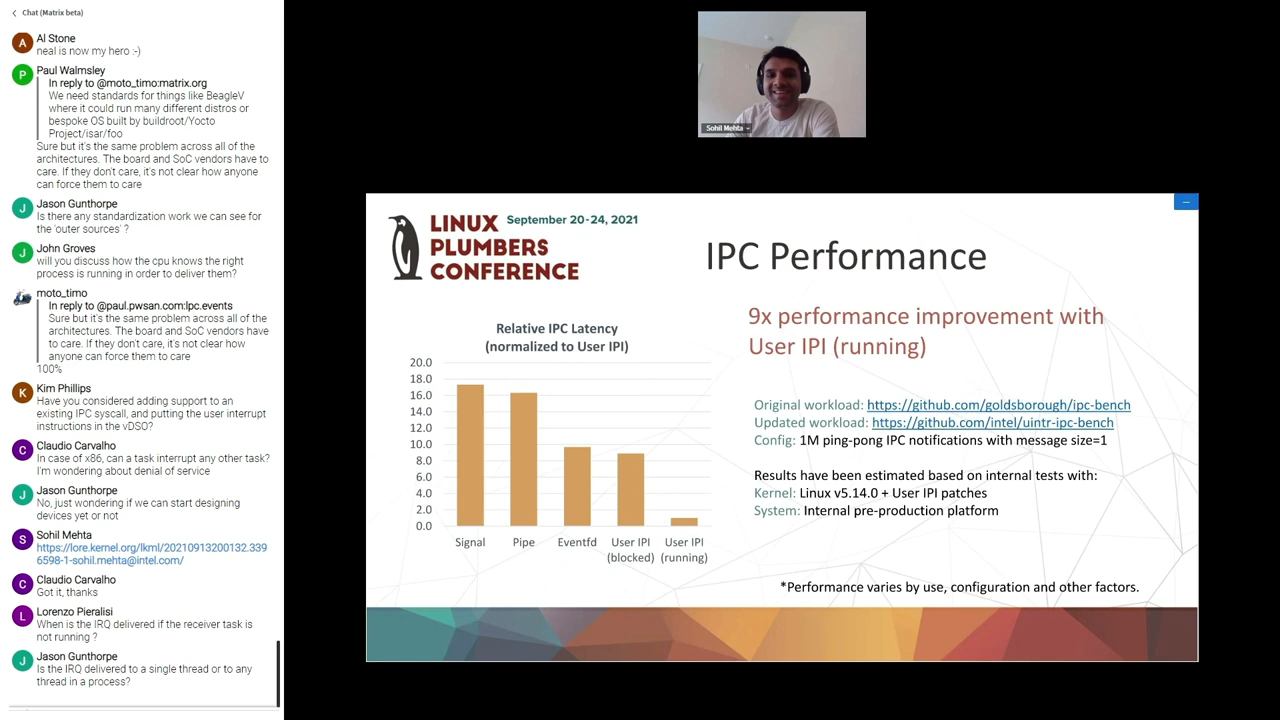 Chat (Matrix beta)
A
Al Stone
neal is now my hero :-)
P
Paul Walmsley
In reply to @moto_timo:matrix.org
We need standards for things like BeagleV
where it could run many different distros or
bespoke OS built by buildroot/Yocto
Project/isar/foo
Sure but it's the same problem across all of the
architectures. The board and SoC vendors have to
care. If they don't care, it's not clear how anyone
can force them to care
J
Jason Gunthorpe
Is there any standardization work we can see for
the 'outer sources' ?
J
John Groves
will you discuss how the cpu knows the right
process is running in order to deliver them?
moto_timo
In reply to @paul.pwsan.com:lpc.events
Sure but it's the same problem across all of the
architectures. The board and SoC vendors have
to care. If they don't care, it's not clear how
anyone can force them to care
100%
K
Kim Phillips
Have you considered adding support to an
existing IPC syscall, and putting the user interrupt
instructions in the vDSO?
C
Claudio Carvalho
In case of x86, can a task interrupt any other task?
I'm wondering about denial of service
J
Jason Gunthorpe
No, just wondering if we can start designing
devices yet or not
S
Sohil Mehta
https://lore.kernel.org/lkml/20210913200132.339
6598-1-sohil.mehta@intel.com/
C
Claudio Carvalho
Got it, thanks
L
Lorenzo Pieralisi
When is the IRQ delivered if the receiver task is
not running ?
J
Jason Gunthorpe
Is the IRQ delivered to a single thread or to any
thread in a process?
Sohil Mehta
LINUX
PLUMBERS
CONFERENCE
September 20-24, 2021
IPC Performance
Relative IPC Latency
(normalized to User IPI)
20.0
18.0
16.0
14.0
12.0
10.0
8.0
6.0
4.0
2.0
0.0
Signal
Pipe
Eventfd
User IPI
(blocked)
User IPI
(running)
9x performance improvement with
User IPI (running)
Original workload: https://github.com/goldsborough/ipc-bench
Updated workload: https://github.com/intel/uintr-ipc-bench
Config: 1M ping-pong IPC notifications with message size=1
Results have been estimated based on internal tests with:
Kernel: Linux v5.14.0 + User IPI patches
System: Internal pre-production platform
*Performance varies by use, configuration and other factors.